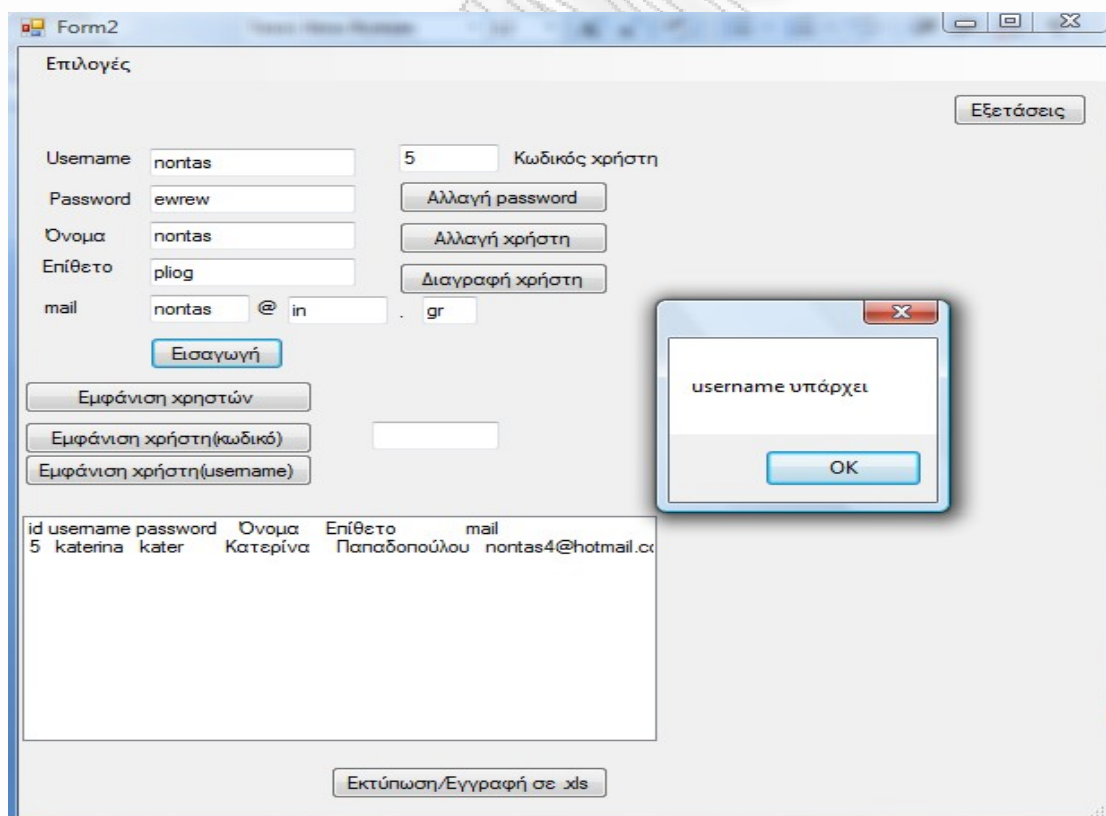 Form2
Επιλογές
Εξετάσεις
Username nontas 5 Κωδικός χρήστη
Password ewrew Αλλαγή password
Όνομα nontas Αλλαγή χρήστη
Επίθετο pliog Διαγραφή χρήστη
mail nontas @ in . gr
Εισαγωγή
username υπάρχει
OK
Εμφάνιση χρηστών
Εμφάνιση χρήστη(κωδικό)
Εμφάνιση χρήστη(username)
id username password Όνομα Επίθετο mail
5 katerina kater Κατερίνα Παπαδοπούλου nontas4@hotmail.cο
Εκτύπωση/Εγγραφή σε .xls